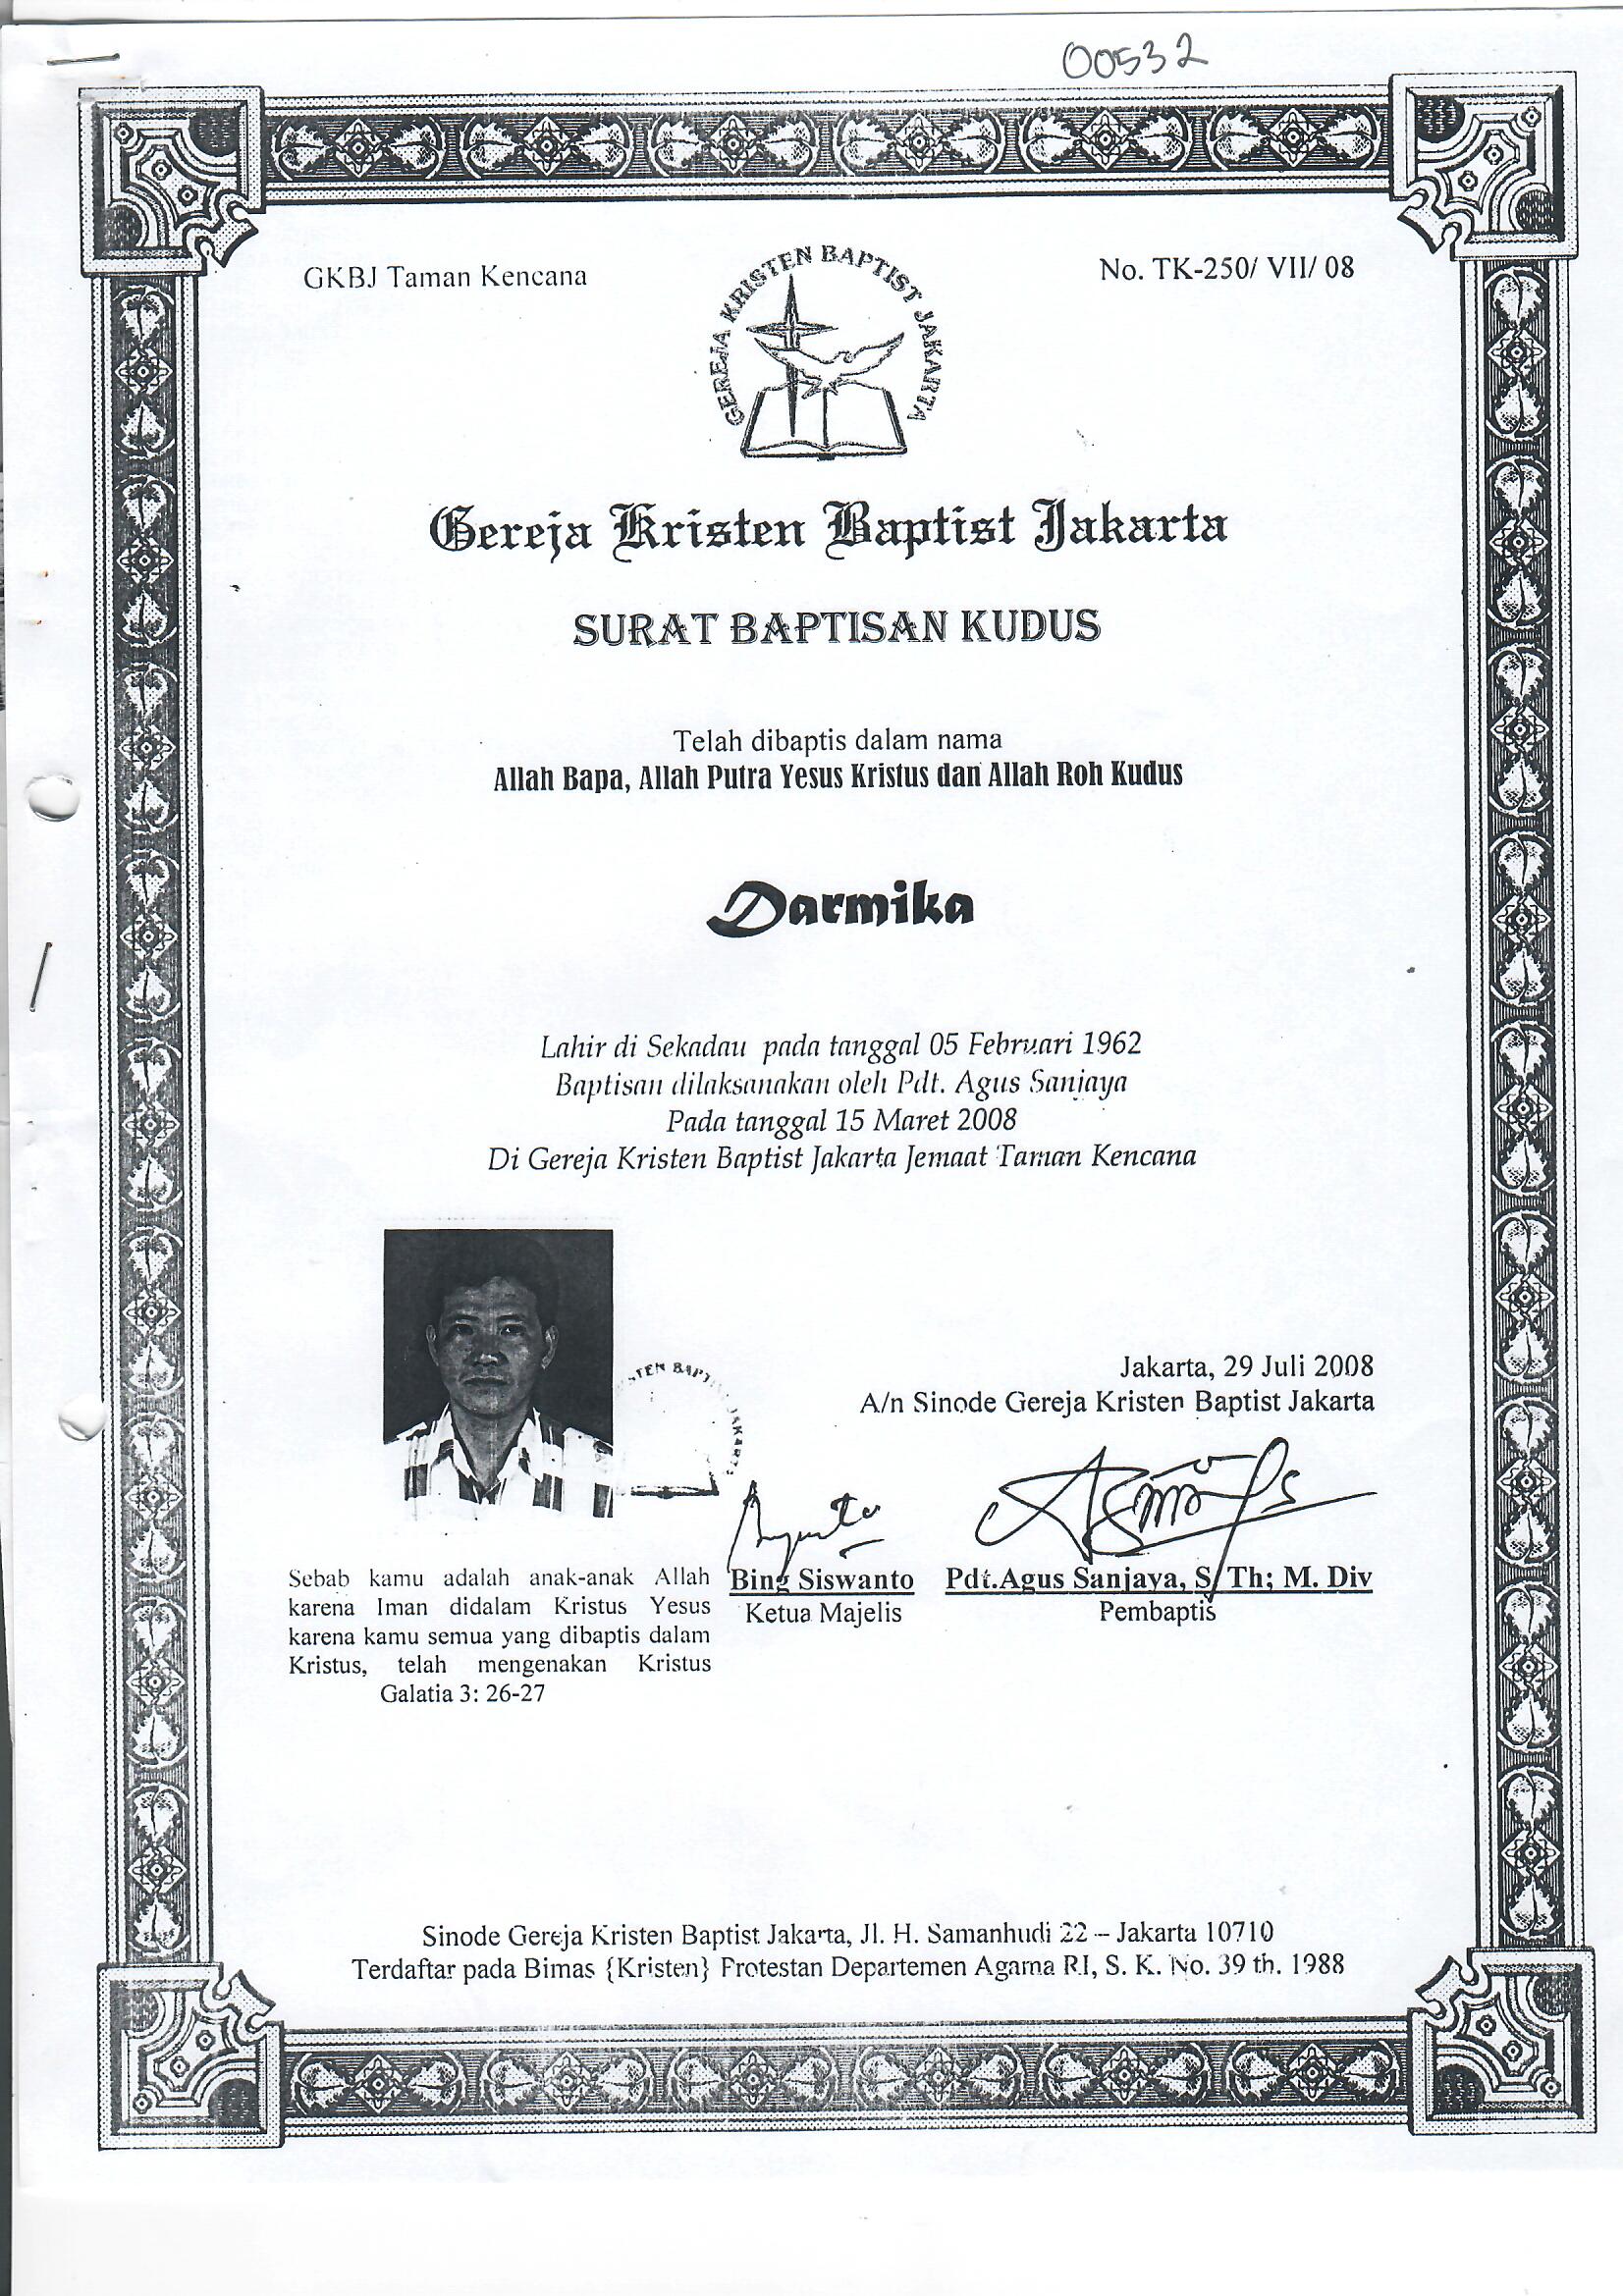 00532
GKBJ Taman Kencana
No. TK-250/ VII/ 08
GEREJA KRISTEN BAPTIST JAKARTA
Gereja Kristen Baptist Jakarta
SURAT BAPTISAN KUDUS
Telah dibaptis dalam nama
Allah Bapa, Allah Putra Yesus Kristus dan Allah Roh Kudus
Darmika
Lahir di Sekadau pada tanggal 05 Februari 1962
Baptisan dilaksanakan oleh Pdt. Agus Sanjaya
Pada tanggal 15 Maret 2008
Di Gereja Kristen Baptist Jakarta Jemaat Taman Kencana
Jakarta, 29 Juli 2008
A/n Sinode Gereja Kristen Baptist Jakarta
Bing Siswanto
Ketua Majelis
Pdt.Agus Sanjaya, S/Th; M. Div
Pembaptis
Sebab kamu adalah anak-anak Allah
karena Iman didalam Kristus Yesus
karena kamu semua yang dibaptis dalam
Kristus, telah mengenakan Kristus
Galatia 3: 26-27
Sinode Gereja Kristen Baptist Jakarta, Jl. H. Samanhudi 22 – Jakarta 10710
Terdaftar pada Bimas {Kristen} Protestan Departemen Agama RI, S. K. No. 39 th. 1988